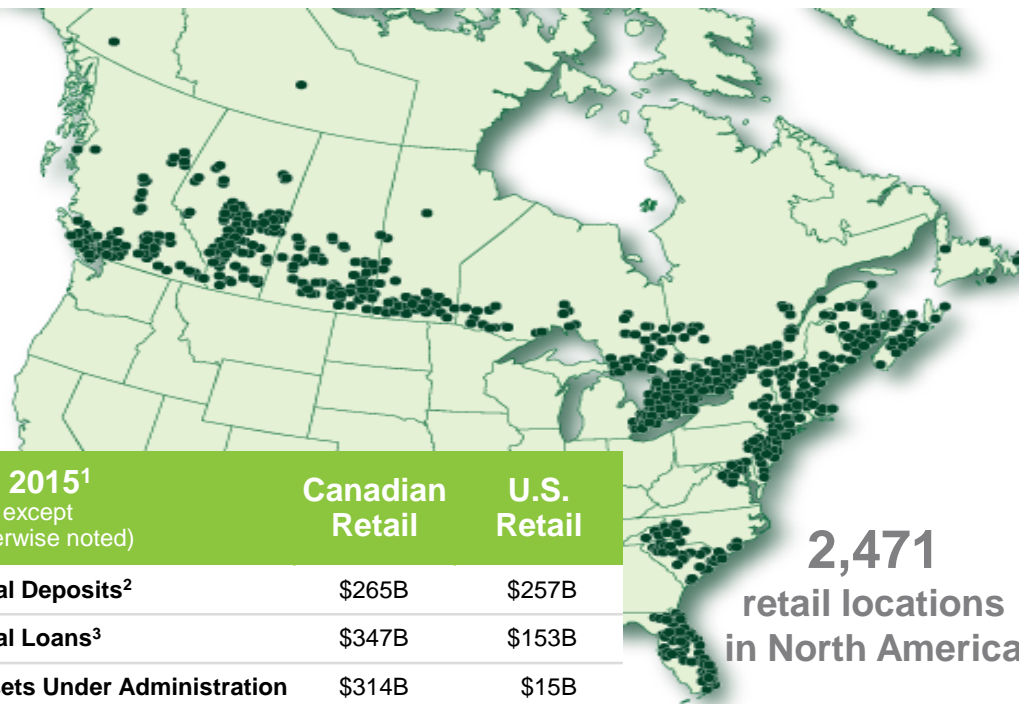 2015¹
except
erwise noted)
Canadian
Retail
U.S.
Retail
al Deposits² $265B $257B
al Loans³ $347B $153B
sets Under Administration $314B $15B
2,471
retail locations
in North America